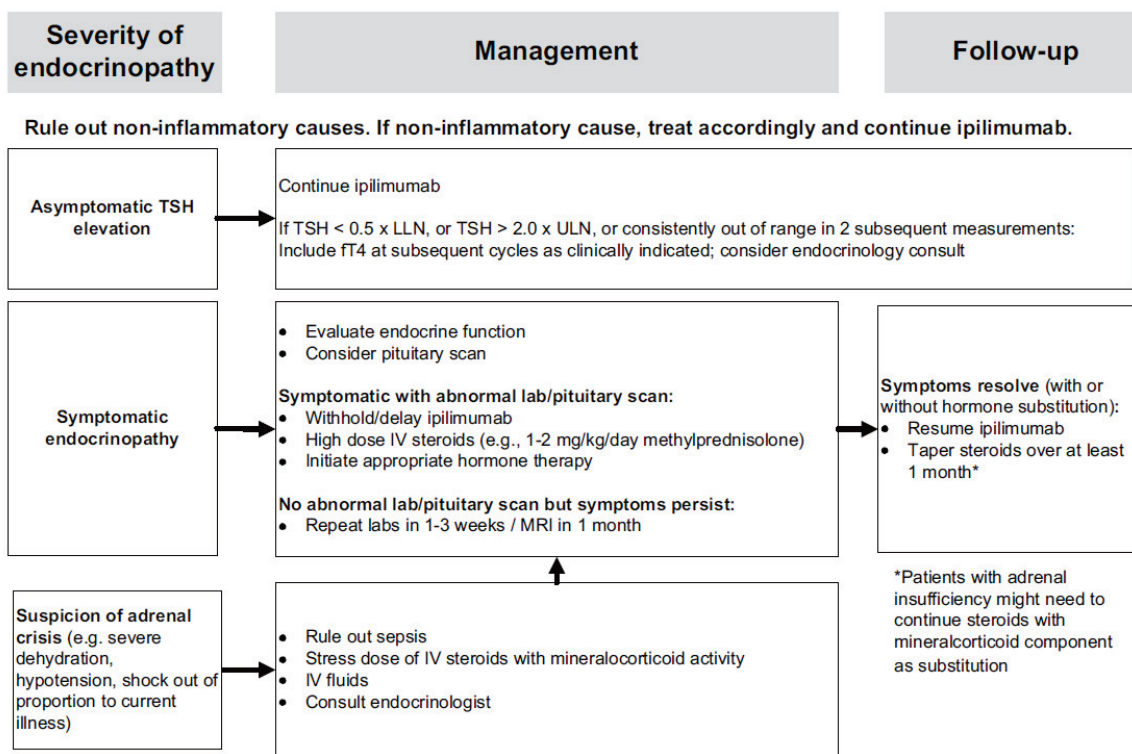 Severity of
endocrinopathy
Management
Follow-up
Rule out non-inflammatory causes. If non-inflammatory cause, treat accordingly and continue ipilimumab.
Asymptomatic TSH
elevation
Continue ipilimumab
If TSH < 0.5 x LLN, or TSH > 2.0 x ULN, or consistently out of range in 2 subsequent measurements:
Include fT4 at subsequent cycles as clinically indicated; consider endocrinology consult
Symptomatic
endocrinopathy
• Evaluate endocrine function
• Consider pituitary scan
Symptomatic with abnormal lab/pituitary scan:
• Withhold/delay ipilimumab
• High dose IV steroids (e.g., 1-2 mg/kg/day methylprednisolone)
• Initiate appropriate hormone therapy
No abnormal lab/pituitary scan but symptoms persist:
• Repeat labs in 1-3 weeks / MRI in 1 month
Symptoms resolve (with or
without hormone substitution):
• Resume ipilimumab
• Taper steroids over at least
1 month*
Suspicion of adrenal
crisis (e.g. severe
dehydration,
hypotension, shock out of
proportion to current
illness)
• Rule out sepsis
• Stress dose of IV steroids with mineralocorticoid activity
• IV fluids
• Consult endocrinologist
*Patients with adrenal
insufficiency might need to
continue steroids with
mineralcorticoid component
as substitution